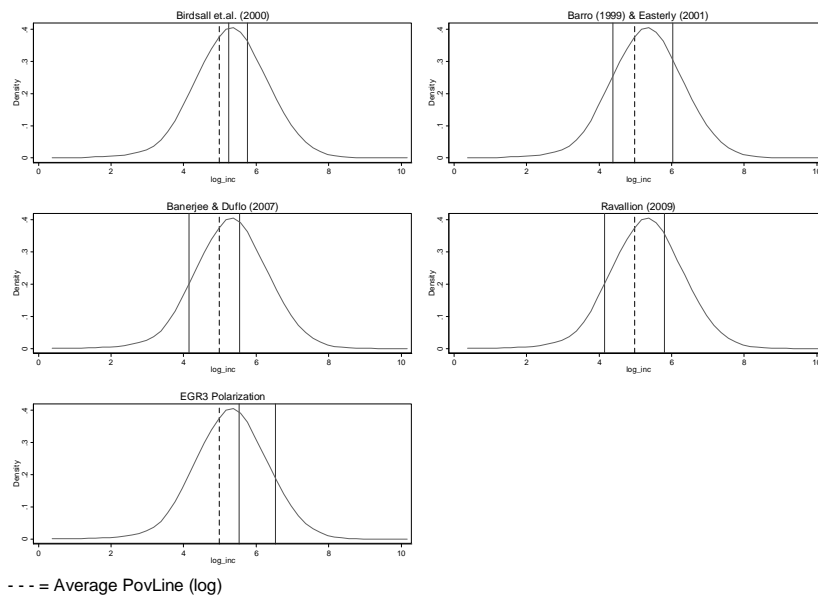 Birdsall et.al. (2000)
Density
0 .1 .2 .3 .4
0 2 4 6 8 10
log_inc
Barro (1999) & Easterly (2001)
Density
0 .1 .2 .3 .4
0 2 4 6 8 10
log_inc
Banerjee & Duflo (2007)
Density
0 .1 .2 .3 .4
0 2 4 6 8 10
log_inc
Ravallion (2009)
Density
0 .1 .2 .3 .4
0 2 4 6 8 10
log_inc
EGR3 Polarization
Density
0 .1 .2 .3 .4
0 2 4 6 8 10
log_inc
- - - = Average PovLine (log)